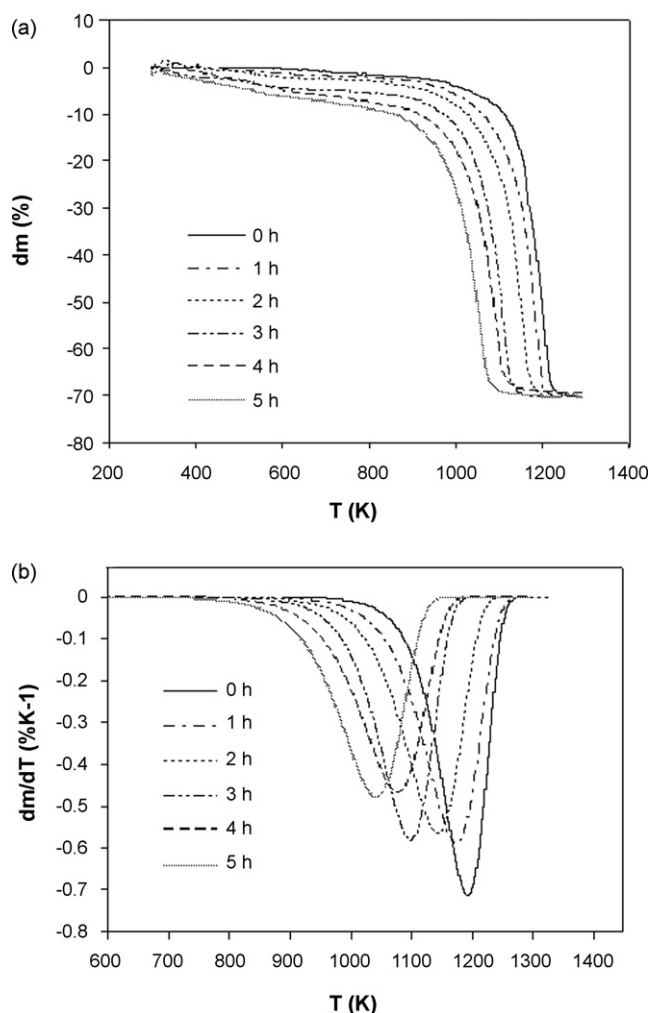 (a)
10
0
-10
-20
-30
-40
-50
-60
-70
-80
dm (%)
0 h
1 h
2 h
3 h
4 h
5 h
200 400 600 800 1000 1200 1400
T (K)
(b)
0
-0.1
-0.2
-0.3
-0.4
-0.5
-0.6
-0.7
-0.8
dm/dT (%K-1)
0 h
1 h
2 h
3 h
4 h
5 h
600 700 800 900 1000 1100 1200 1300 1400
T (K)